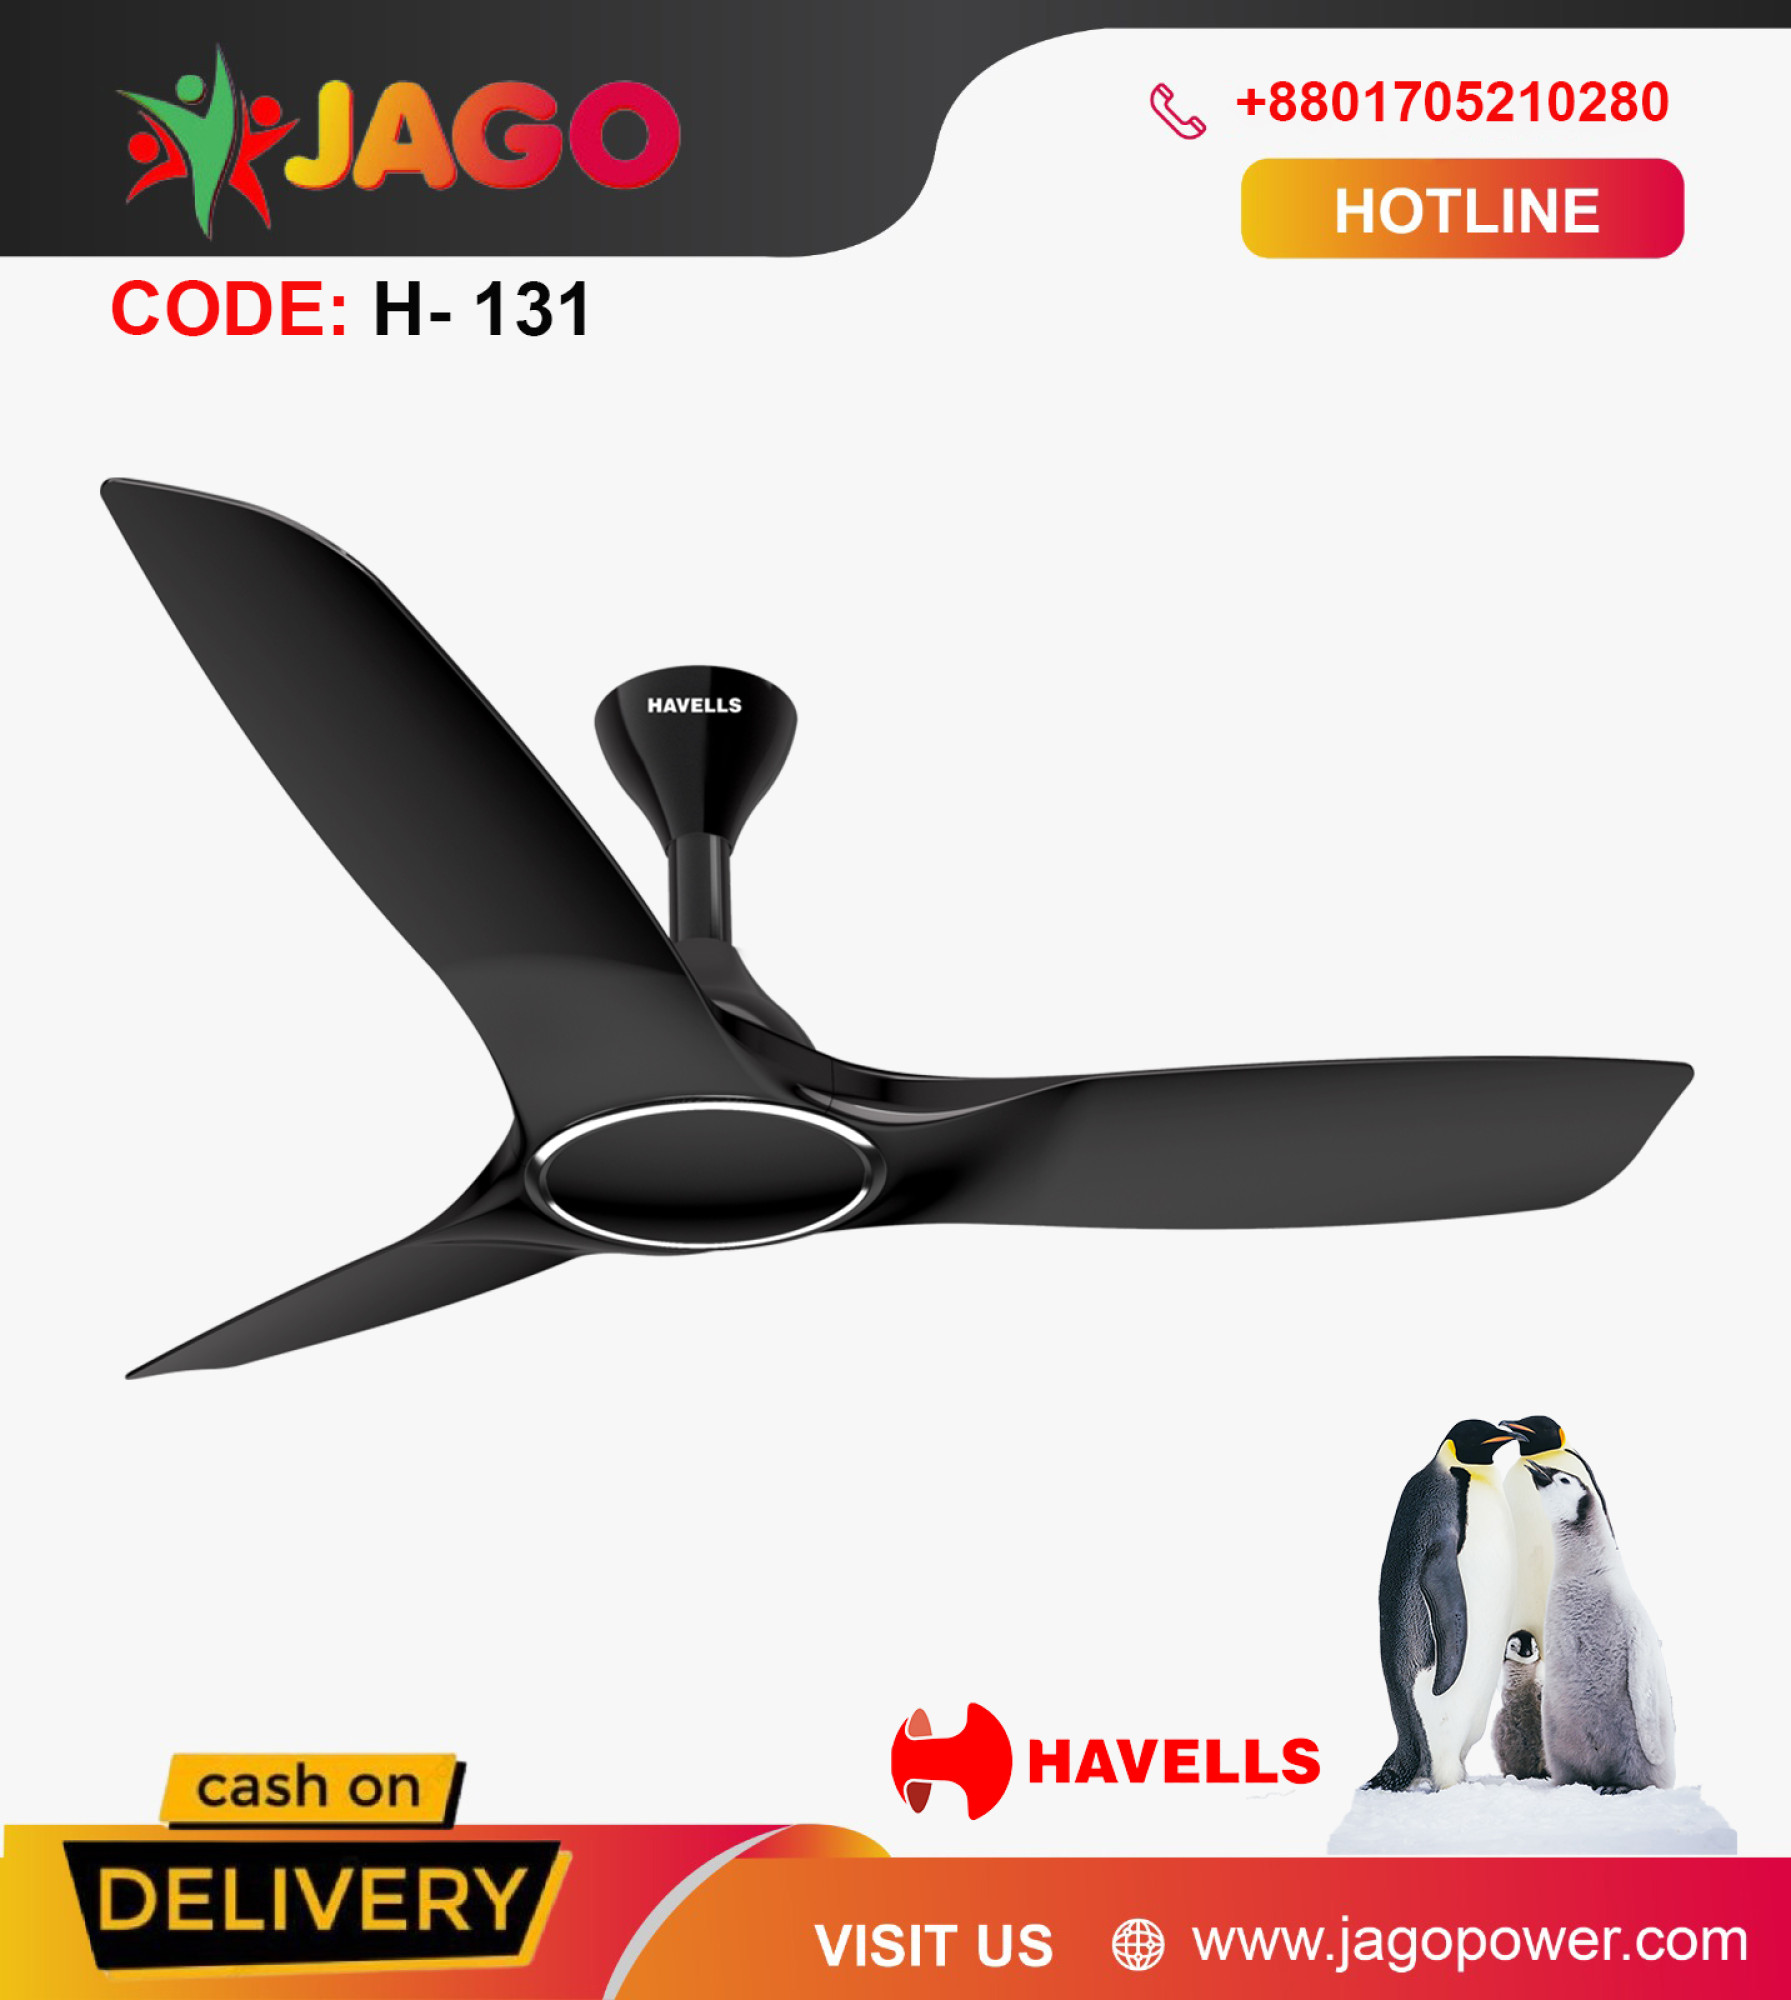 JAGO
+8801705210280
HOTLINE
CODE: H- 131
HAVELLS
HAVELLS
cash on
DELIVERY
VISIT US
www.jagopower.com